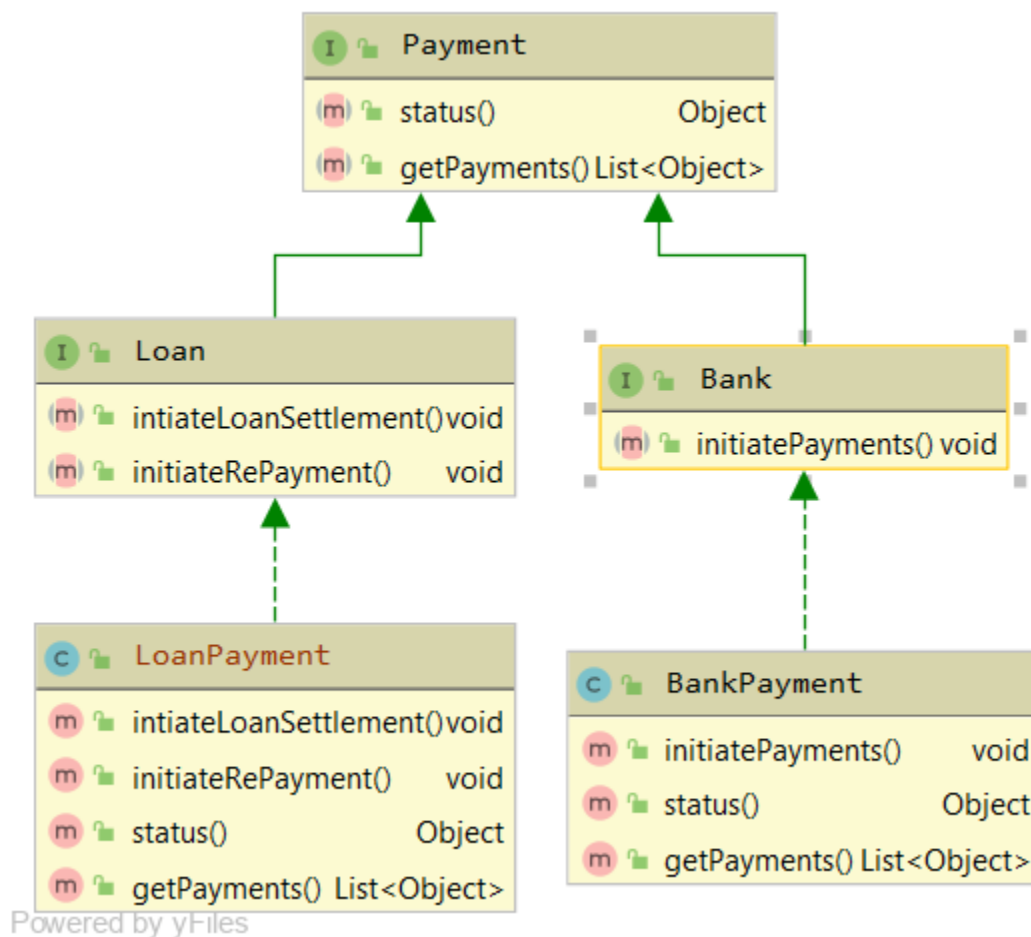 I Payment
m status() Object
m getPayments() List<Object>
I Loan
m intiateLoanSettlement() void
m initiateRePayment() void
I Bank
m initiatePayments() void
C LoanPayment
m intiateLoanSettlement() void
m initiateRePayment() void
m status() Object
m getPayments() List<Object>
C BankPayment
m initiatePayments() void
m status() Object
m getPayments() List<Object>
Powered by yFiles